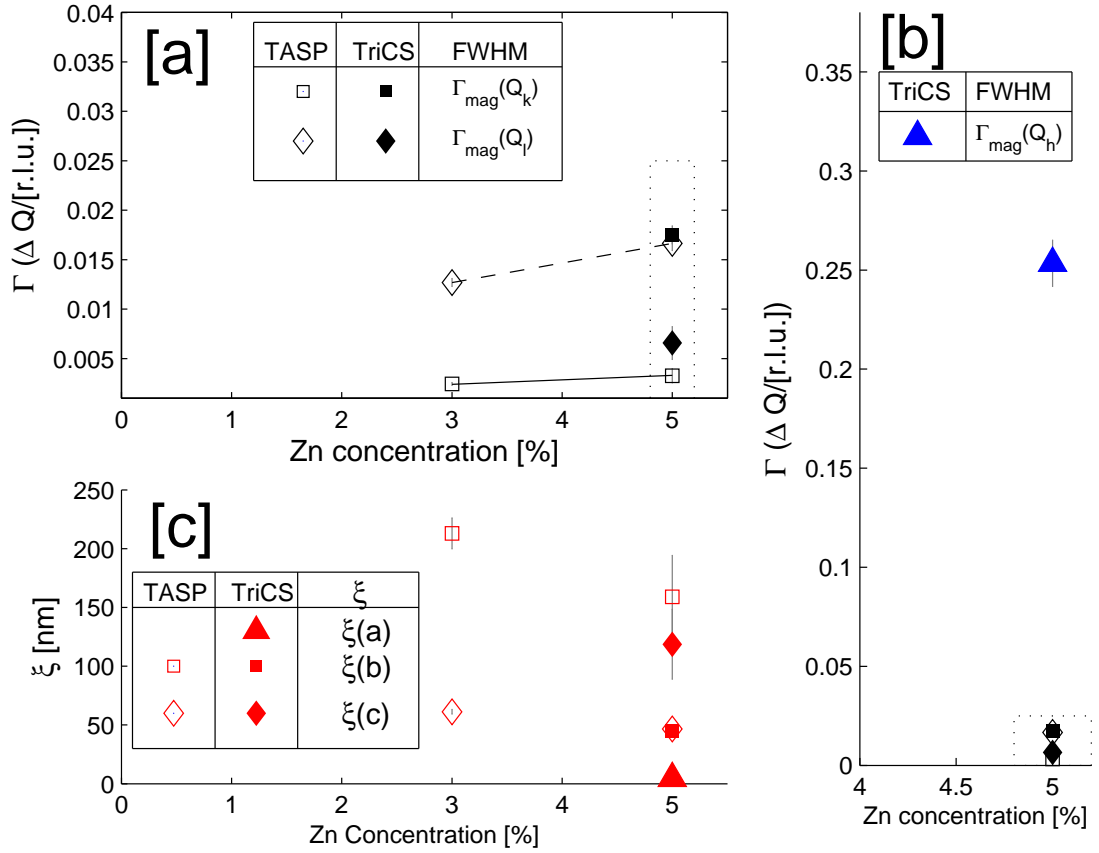 [a]
TASP TriCS FWHM
Γmag(Qk)
Γmag(Ql)
0.04
0.035
0.03
0.025
0.02
0.015
0.01
0.005
Γ (Δ Q/[r.l.u.])
0 1 2 3 4 5
Zn concentration [%]
[b]
TriCS FWHM
Γmag(Qh)
0.35
0.3
0.25
0.2
0.15
0.1
0.05
0
Γ (Δ Q/[r.l.u.])
4 4.5 5
Zn concentration [%]
[c]
TASP TriCS ξ
ξ(a)
ξ(b)
ξ(c)
250
200
150
100
50
0
ξ [nm]
0 1 2 3 4 5
Zn Concentration [%]